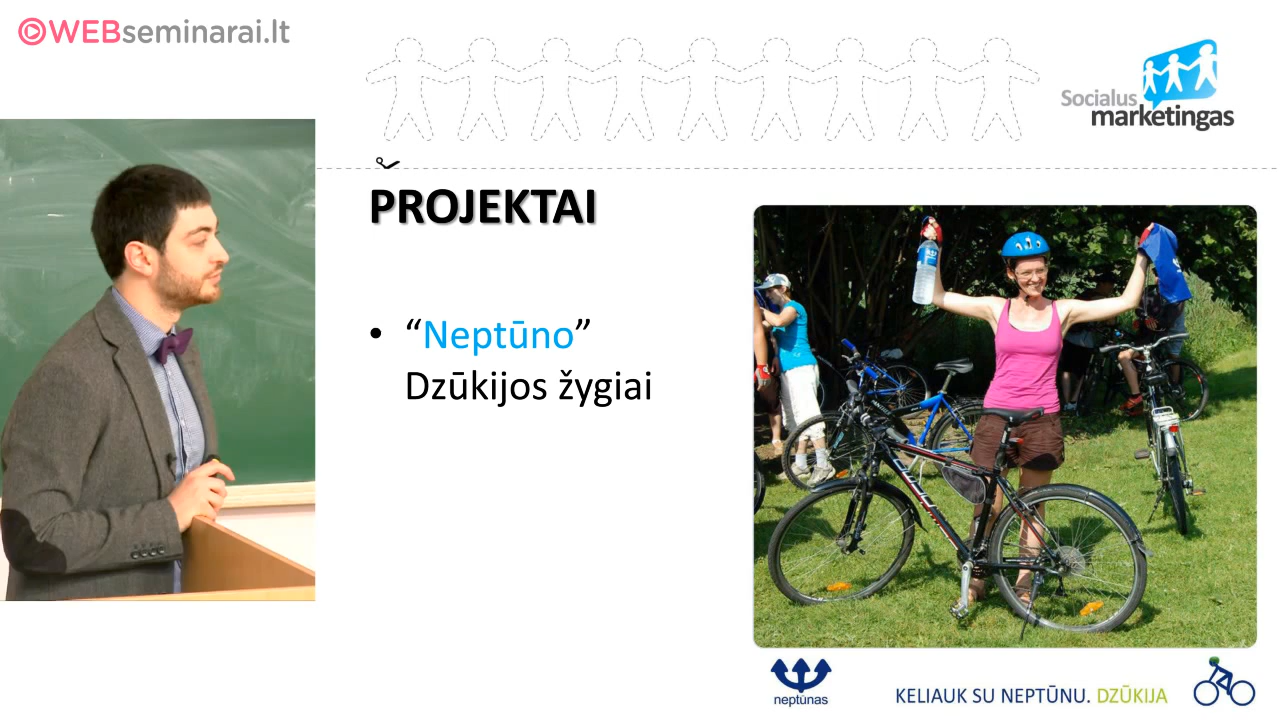 WEBseminarai.lt
Socialus
marketingas
PROJEKTAI
• “Neptūno”
Dzūkijos žygiai
neptūnas
KELIAUK SU NEPTŪNU. DZŪKIJA